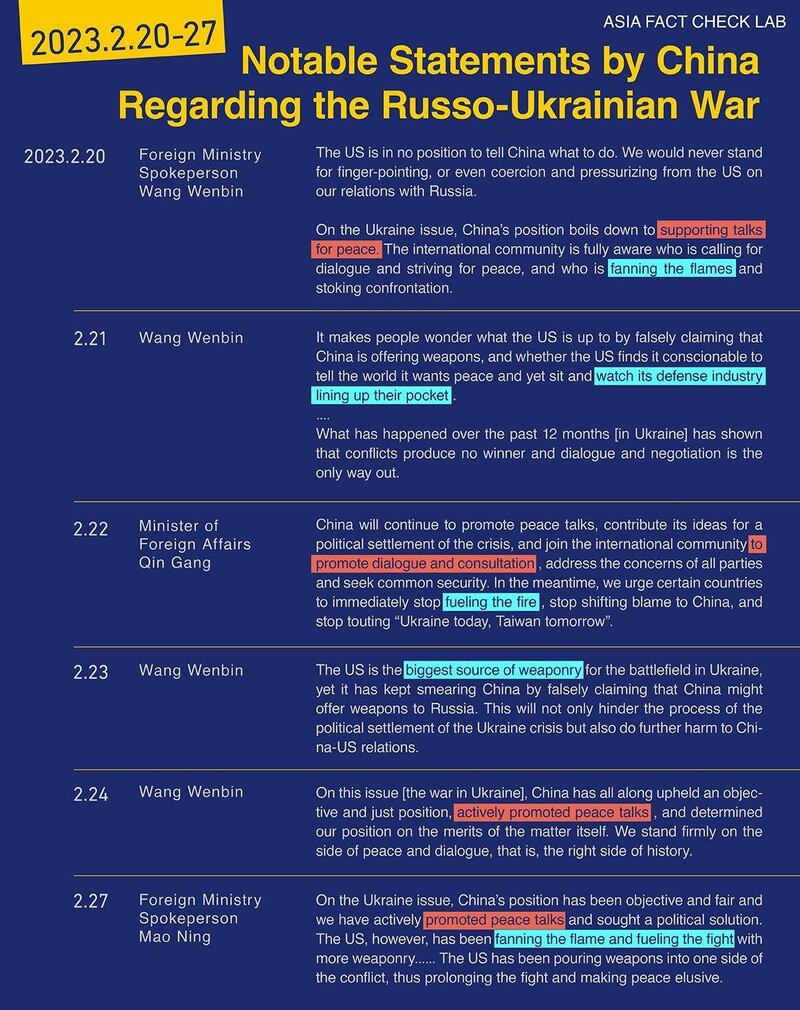 ASIA FACT CHECK LAB
2023.2.20-27
Notable Statements by China
Regarding the Russo-Ukrainian War
2023.2.20
Foreign Ministry
Spokeperson
Wang Wenbin
The US is in no position to tell China what to do. We would never stand
for finger-pointing, or even coercion and pressurizing from the US on
our relations with Russia.
On the Ukraine issue, China's position boils down to supporting talks
for peace. The international community is fully aware who is calling for
dialogue and striving for peace, and who is fanning the flames and
stoking confrontation.
2.21
Wang Wenbin
It makes people wonder what the US is up to by falsely claiming that
China is offering weapons, and whether the US finds it conscionable to
tell the world it wants peace and yet sit and watch its defense industry
lining up their pocket.
....
What has happened over the past 12 months [in Ukraine] has shown
that conflicts produce no winner and dialogue and negotiation is the
only way out.
2.22
Minister of
Foreign Affairs
Qin Gang
China will continue to promote peace talks, contribute its ideas for a
political settlement of the crisis, and join the international community to
promote dialogue and consultation, address the concerns of all parties
and seek common security. In the meantime, we urge certain countries
to immediately stop fueling the fire, stop shifting blame to China, and
stop touting “Ukraine today, Taiwan tomorrow”.
2.23
Wang Wenbin
The US is the biggest source of weaponry for the battlefield in Ukraine,
yet it has kept smearing China by falsely claiming that China might
offer weapons to Russia. This will not only hinder the process of the
political settlement of the Ukraine crisis but also do further harm to Chi-
na-US relations.
2.24
Wang Wenbin
On this issue [the war in Ukraine], China has all along upheld an objec-
tive and just position, actively promoted peace talks, and determined
our position on the merits of the matter itself. We stand firmly on the
side of peace and dialogue, that is, the right side of history.
2.27
Foreign Ministry
Spokeperson
Mao Ning
On the Ukraine issue, China's position has been objective and fair and
we have actively promoted peace talks and sought a political solution.
The US, however, has been fanning the flame and fueling the fight with
more weaponry...... The US has been pouring weapons into one side of
the conflict, thus prolonging the fight and making peace elusive.